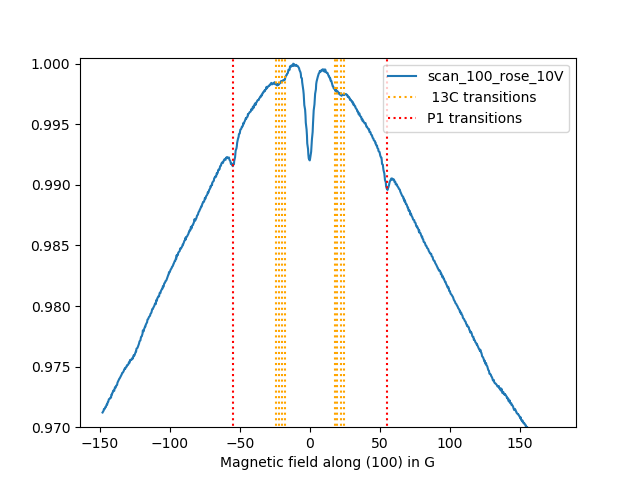 1.000
0.995
0.990
0.985
0.980
0.975
0.970
scan_100_rose_10V
13C transitions
P1 transitions
−150 −100 −50 0 50 100 150
Magnetic field along (100) in G